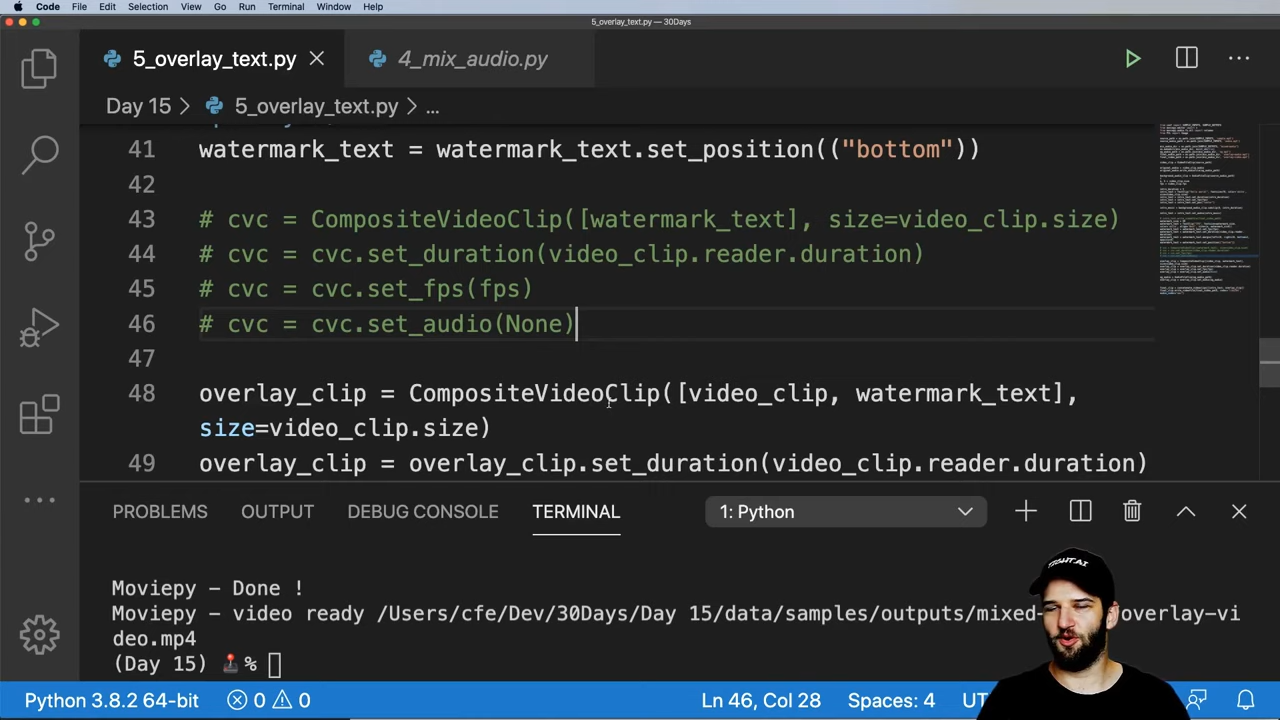 Code File Edit Selection View Go Run Terminal Window Help
5_overlay_text.py — 30Days
5_overlay_text.py 4_mix_audio.py
Day 15 > 5_overlay_text.py > ...
41 watermark_text = watermark_text.set_position(("bottom"))
42
43 # cvc = CompositeVideoClip([watermark_text], size=video_clip.size)
44 # cvc = cvc.set_duration(video_clip.reader.duration)
45 # cvc = cvc.set_fps(fps)
46 # cvc = cvc.set_audio(None)
47
48 overlay_clip = CompositeVideoClip([video_clip, watermark_text],
size=video_clip.size)
49 overlay_clip = overlay_clip.set_duration(video_clip.reader.duration)
PROBLEMS OUTPUT DEBUG CONSOLE TERMINAL 1: Python
Moviepy - Done !
Moviepy - video ready /Users/cfe/Dev/30Days/Day 15/data/samples/outputs/mixed- overlay-vi
deo.mp4
(Day 15) %
Python 3.8.2 64-bit 0 0 Ln 46, Col 28 Spaces: 4